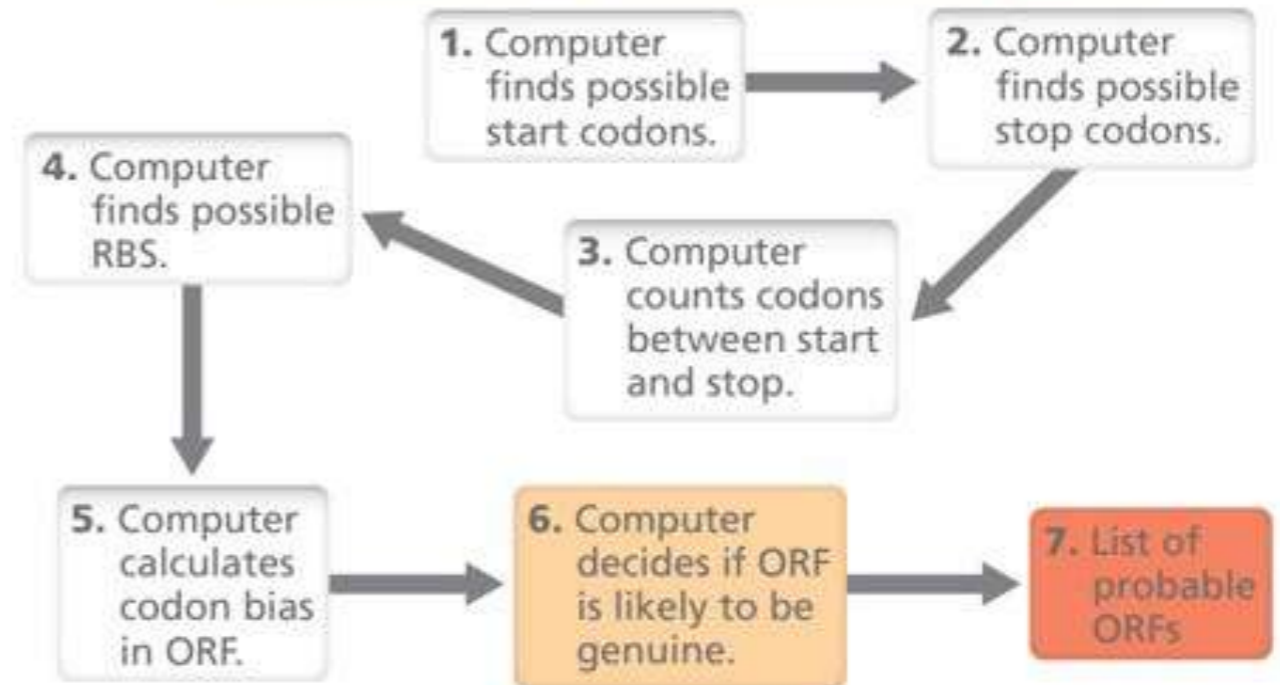 1. Computer
finds possible
start codons.
2. Computer
finds possible
stop codons.
3. Computer
counts codons
between start
and stop.
4. Computer
finds possible
RBS.
5. Computer
calculates
codon bias
in ORF.
6. Computer
decides if ORF
is likely to be
genuine.
7. List of
probable
ORFs